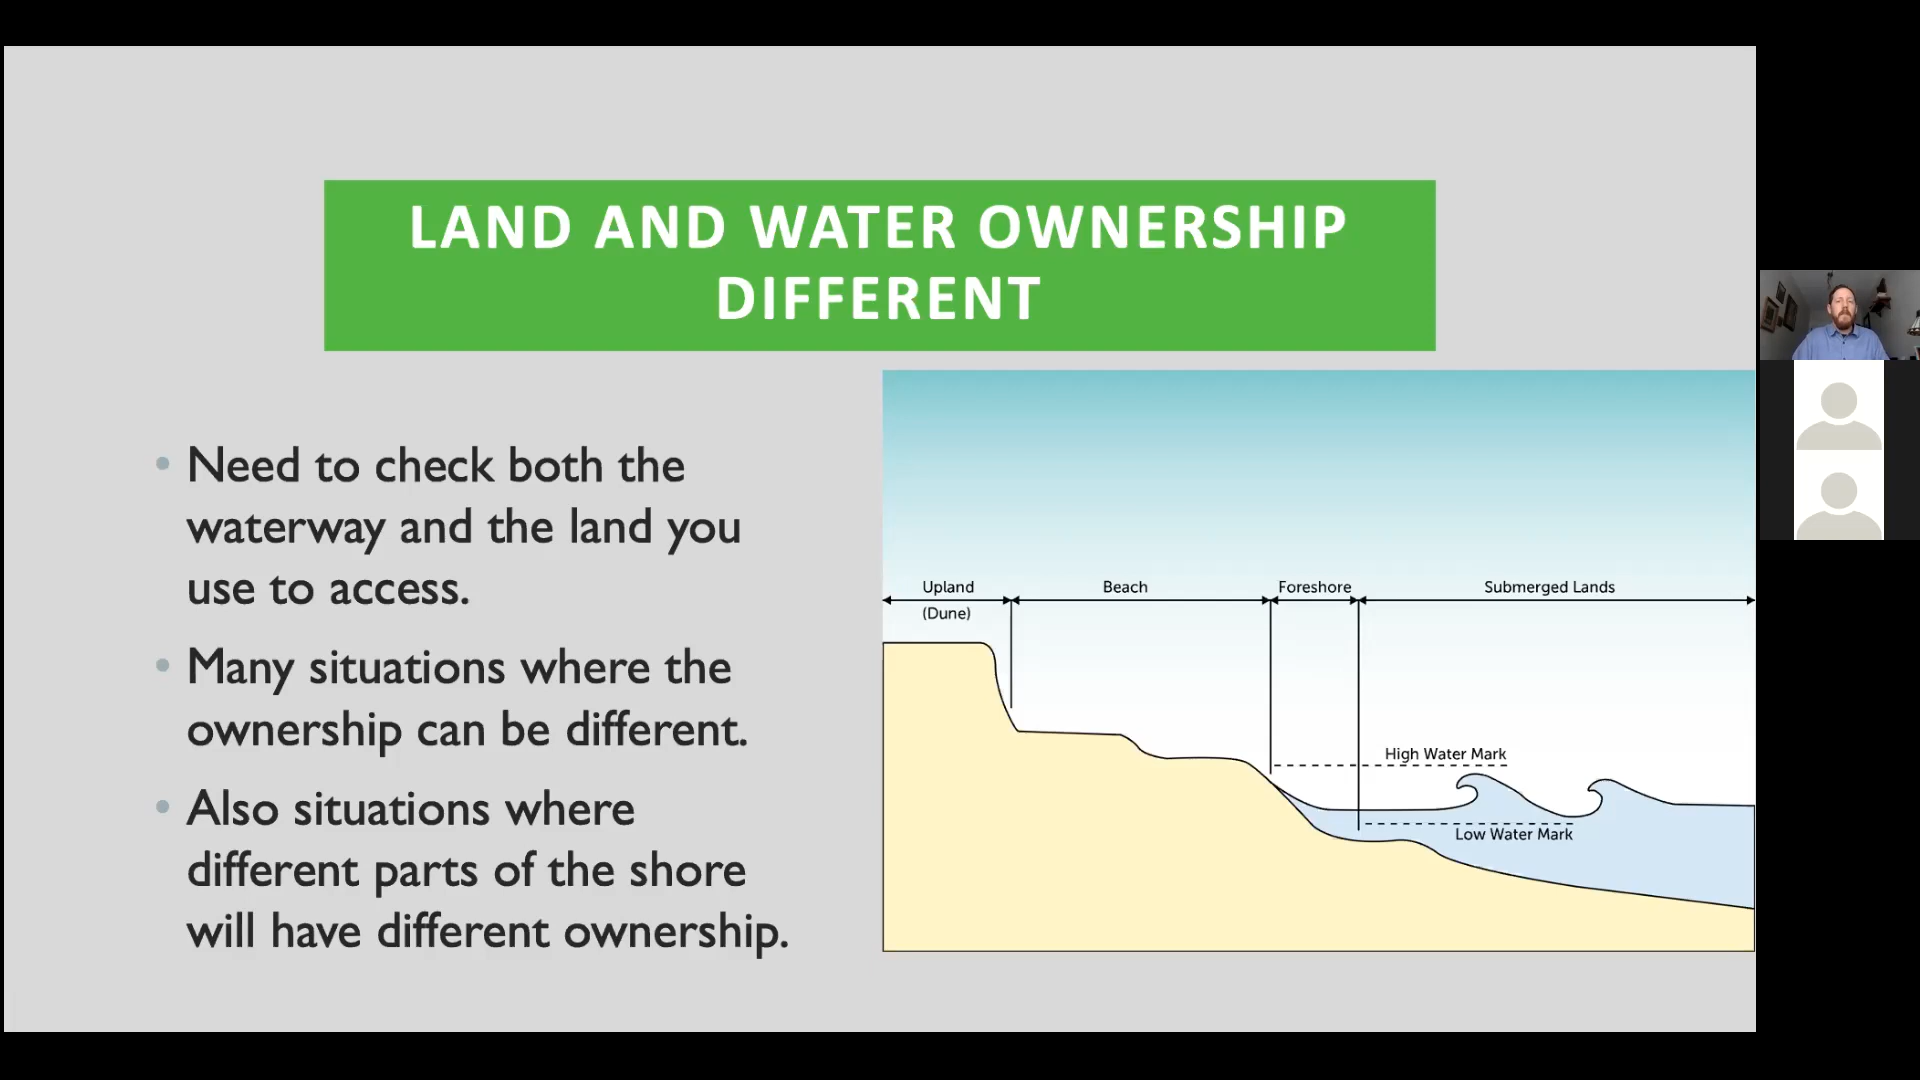 LAND AND WATER OWNERSHIP
DIFFERENT
Need to check both the
waterway and the land you
use to access.
Many situations where the
ownership can be different.
Also situations where
different parts of the shore
will have different ownership.
Upland
(Dune)
Beach
Foreshore
Submerged Lands
High Water Mark
Low Water Mark